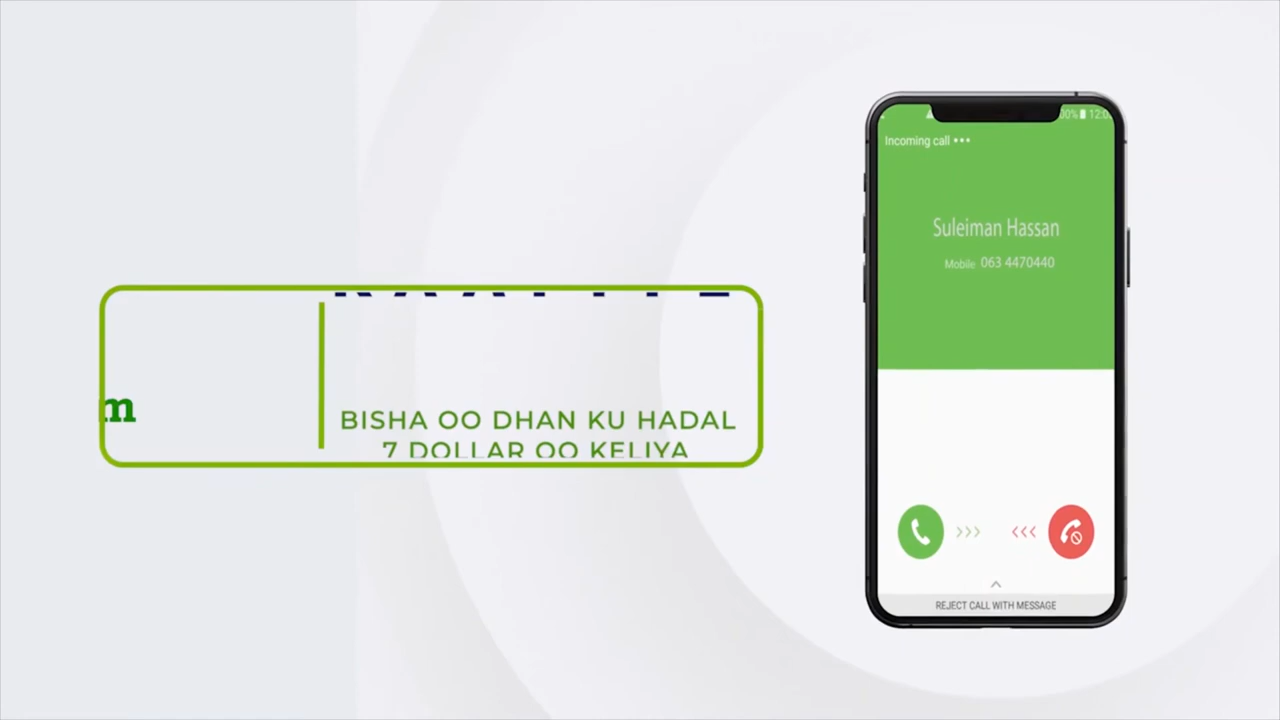 m
BISHA OO DHAN KU HADAL
7 DOLLAR OO KELIYA
Incoming call •••
Suleiman Hassan
Mobile 063 4470440
REJECT CALL WITH MESSAGE